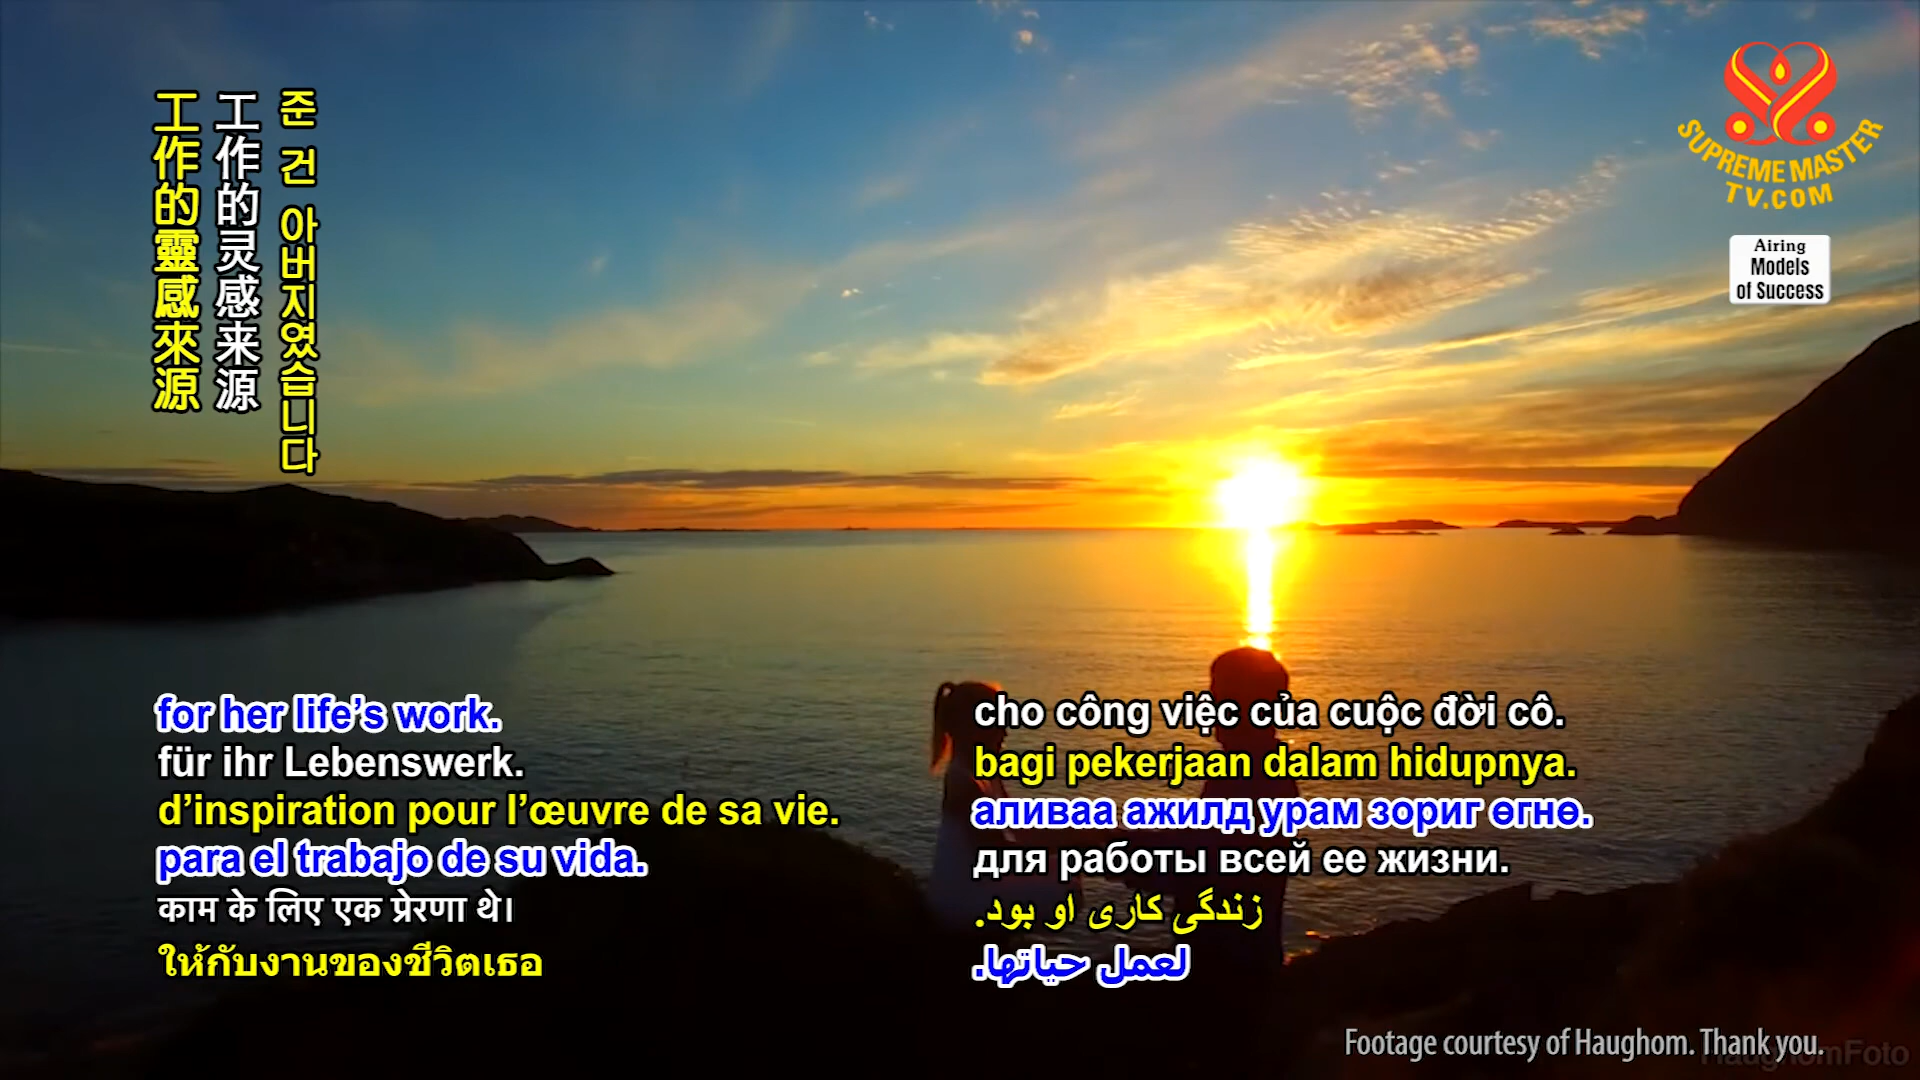 준 건 아버지였습니다
工作的灵感来源
工作的靈感來源
SUPREME MASTER
TV.COM
Airing
Models
of Success
for her life’s work.
für ihr Lebenswerk.
d’inspiration pour l’œuvre de sa vie.
para el trabajo de su vida.
काम के लिए एक प्रेरणा थे।
ให้กับงานของชีวิตเธอ
cho công việc của cuộc đời cô.
bagi pekerjaan dalam hidupnya.
аливаа ажилд урам зориг өгнө.
для работы всей ее жизни.
زندگی کاری او بود.
لعمل حياتها.
Footage courtesy of Haughom. Thank you.
HaughomFoto